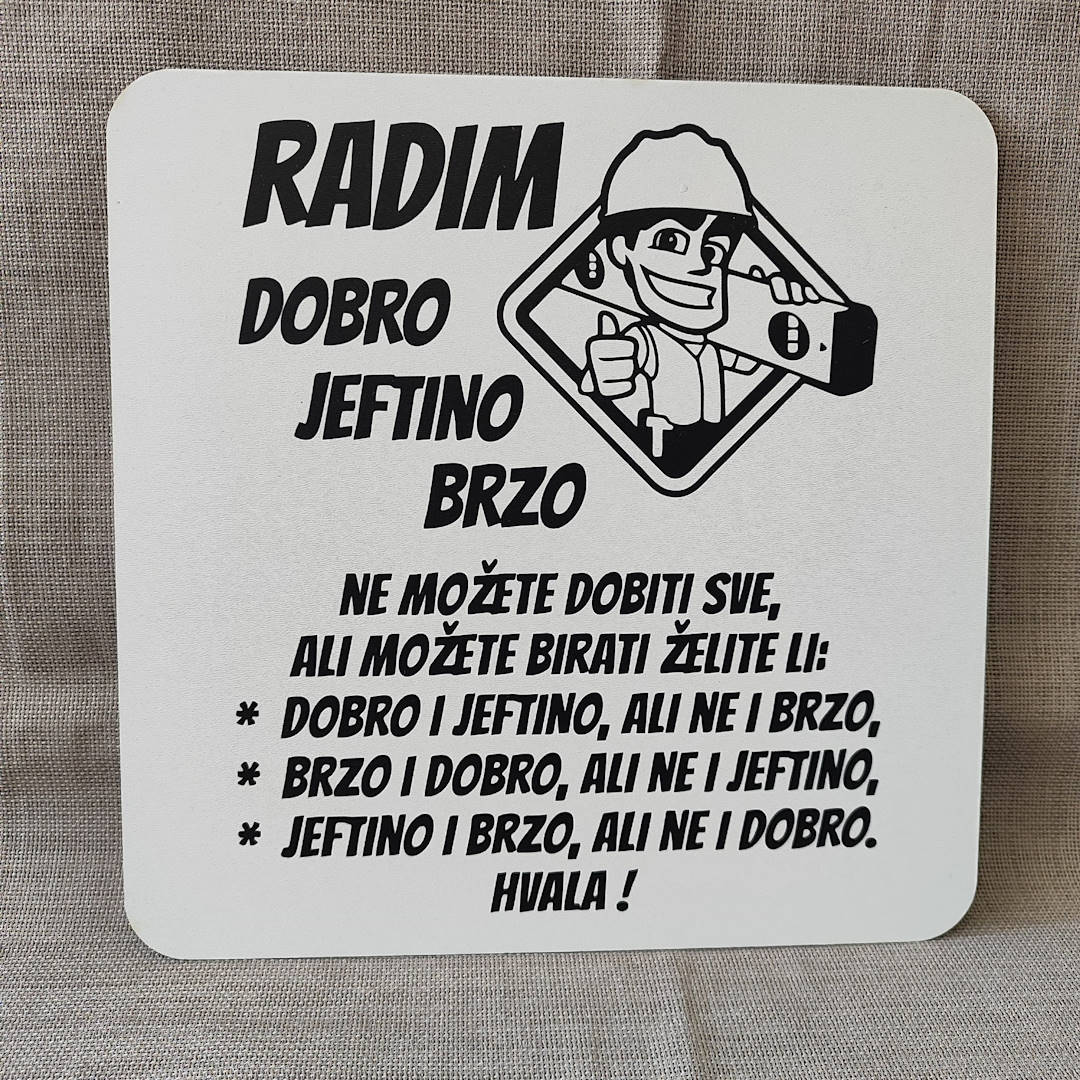 RADIM
DOBRO
JEFTINO
BRZO
NE MOŽETE DOBITI SVE,
ALI MOŽETE BIRATI ŽELITE LI:
* DOBRO I JEFTINO, ALI NE I BRZO,
* BRZO I DOBRO, ALI NE I JEFTINO,
* JEFTINO I BRZO, ALI NE I DOBRO.
HVALA !